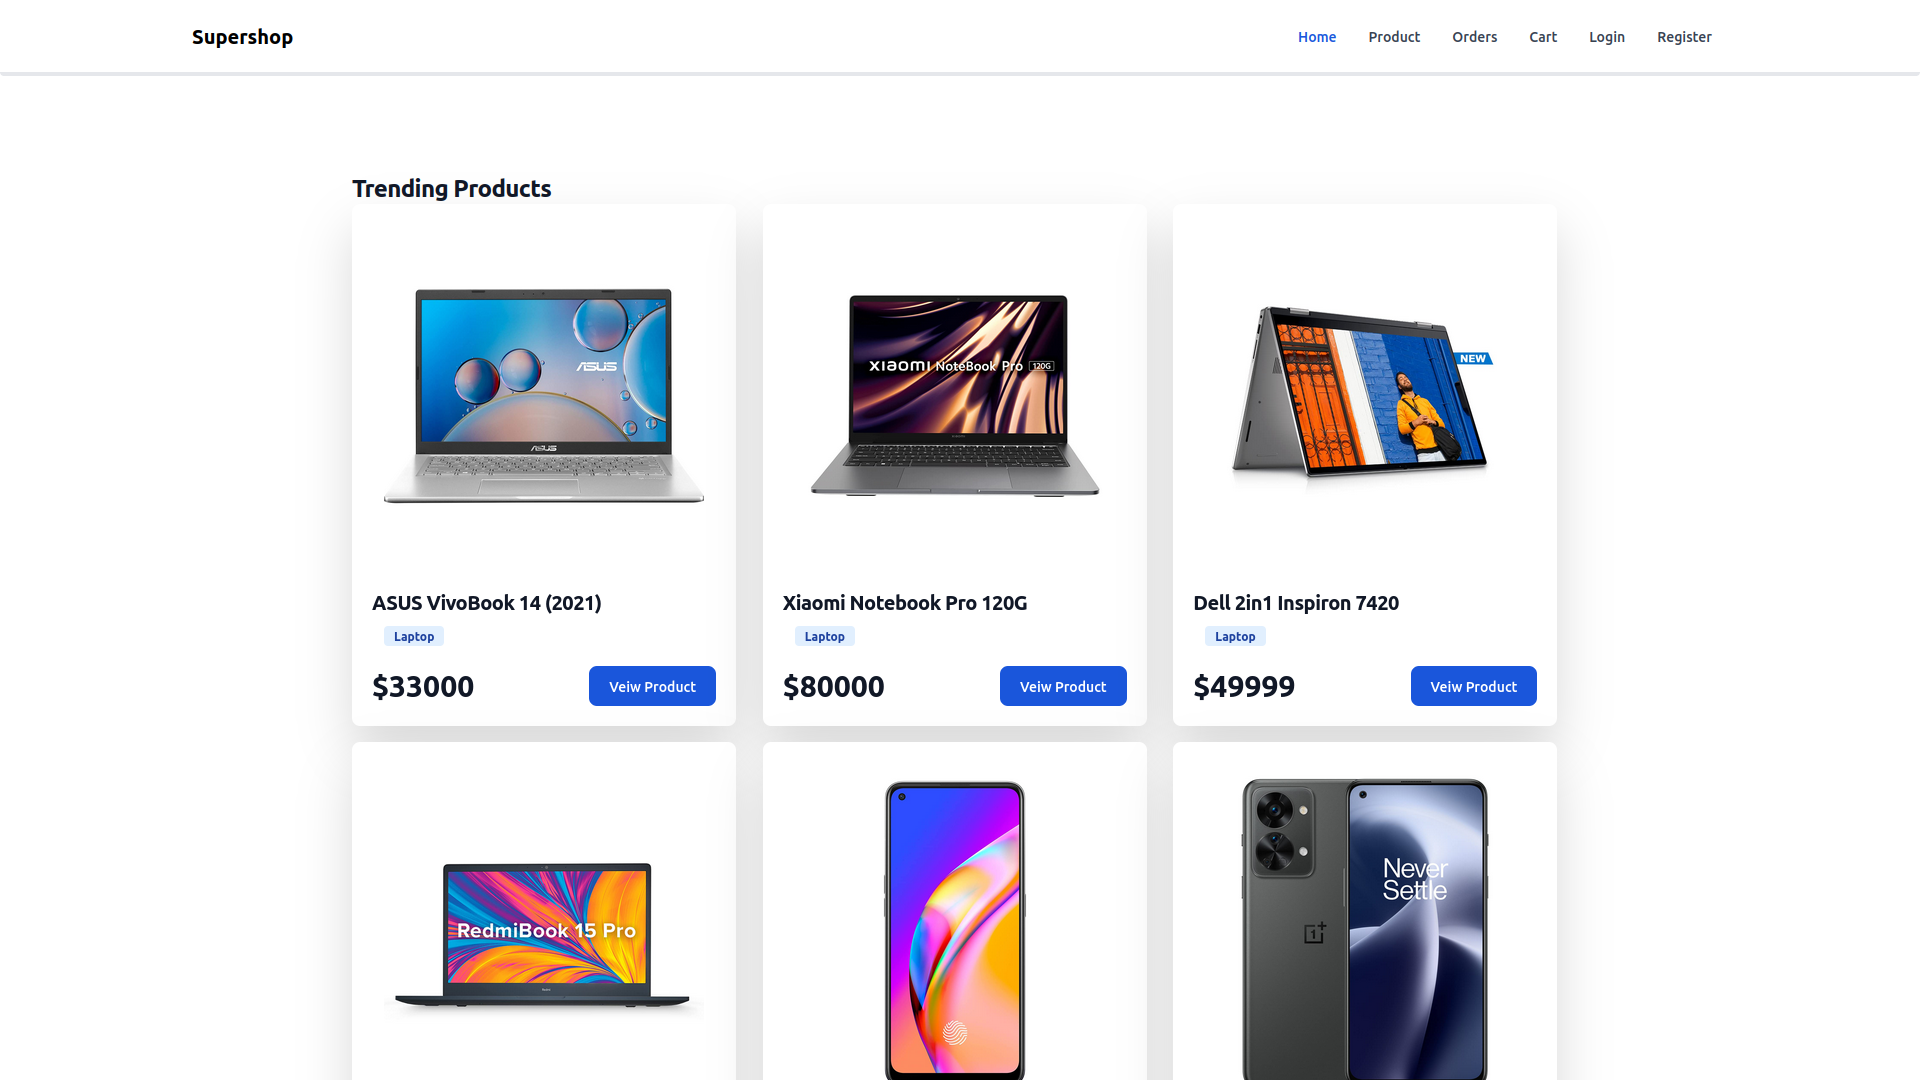 Supershop
Home Product Orders Cart Login Register
Trending Products
ASUS
ASUS
XIAOMI NoteBook Pro 120G
NEW
ASUS VivoBook 14 (2021)
Laptop
$33000
Veiw Product
Xiaomi Notebook Pro 120G
Laptop
$80000
Veiw Product
Dell 2in1 Inspiron 7420
Laptop
$49999
Veiw Product
RedmiBook 15 Pro
Never
Settle
1+